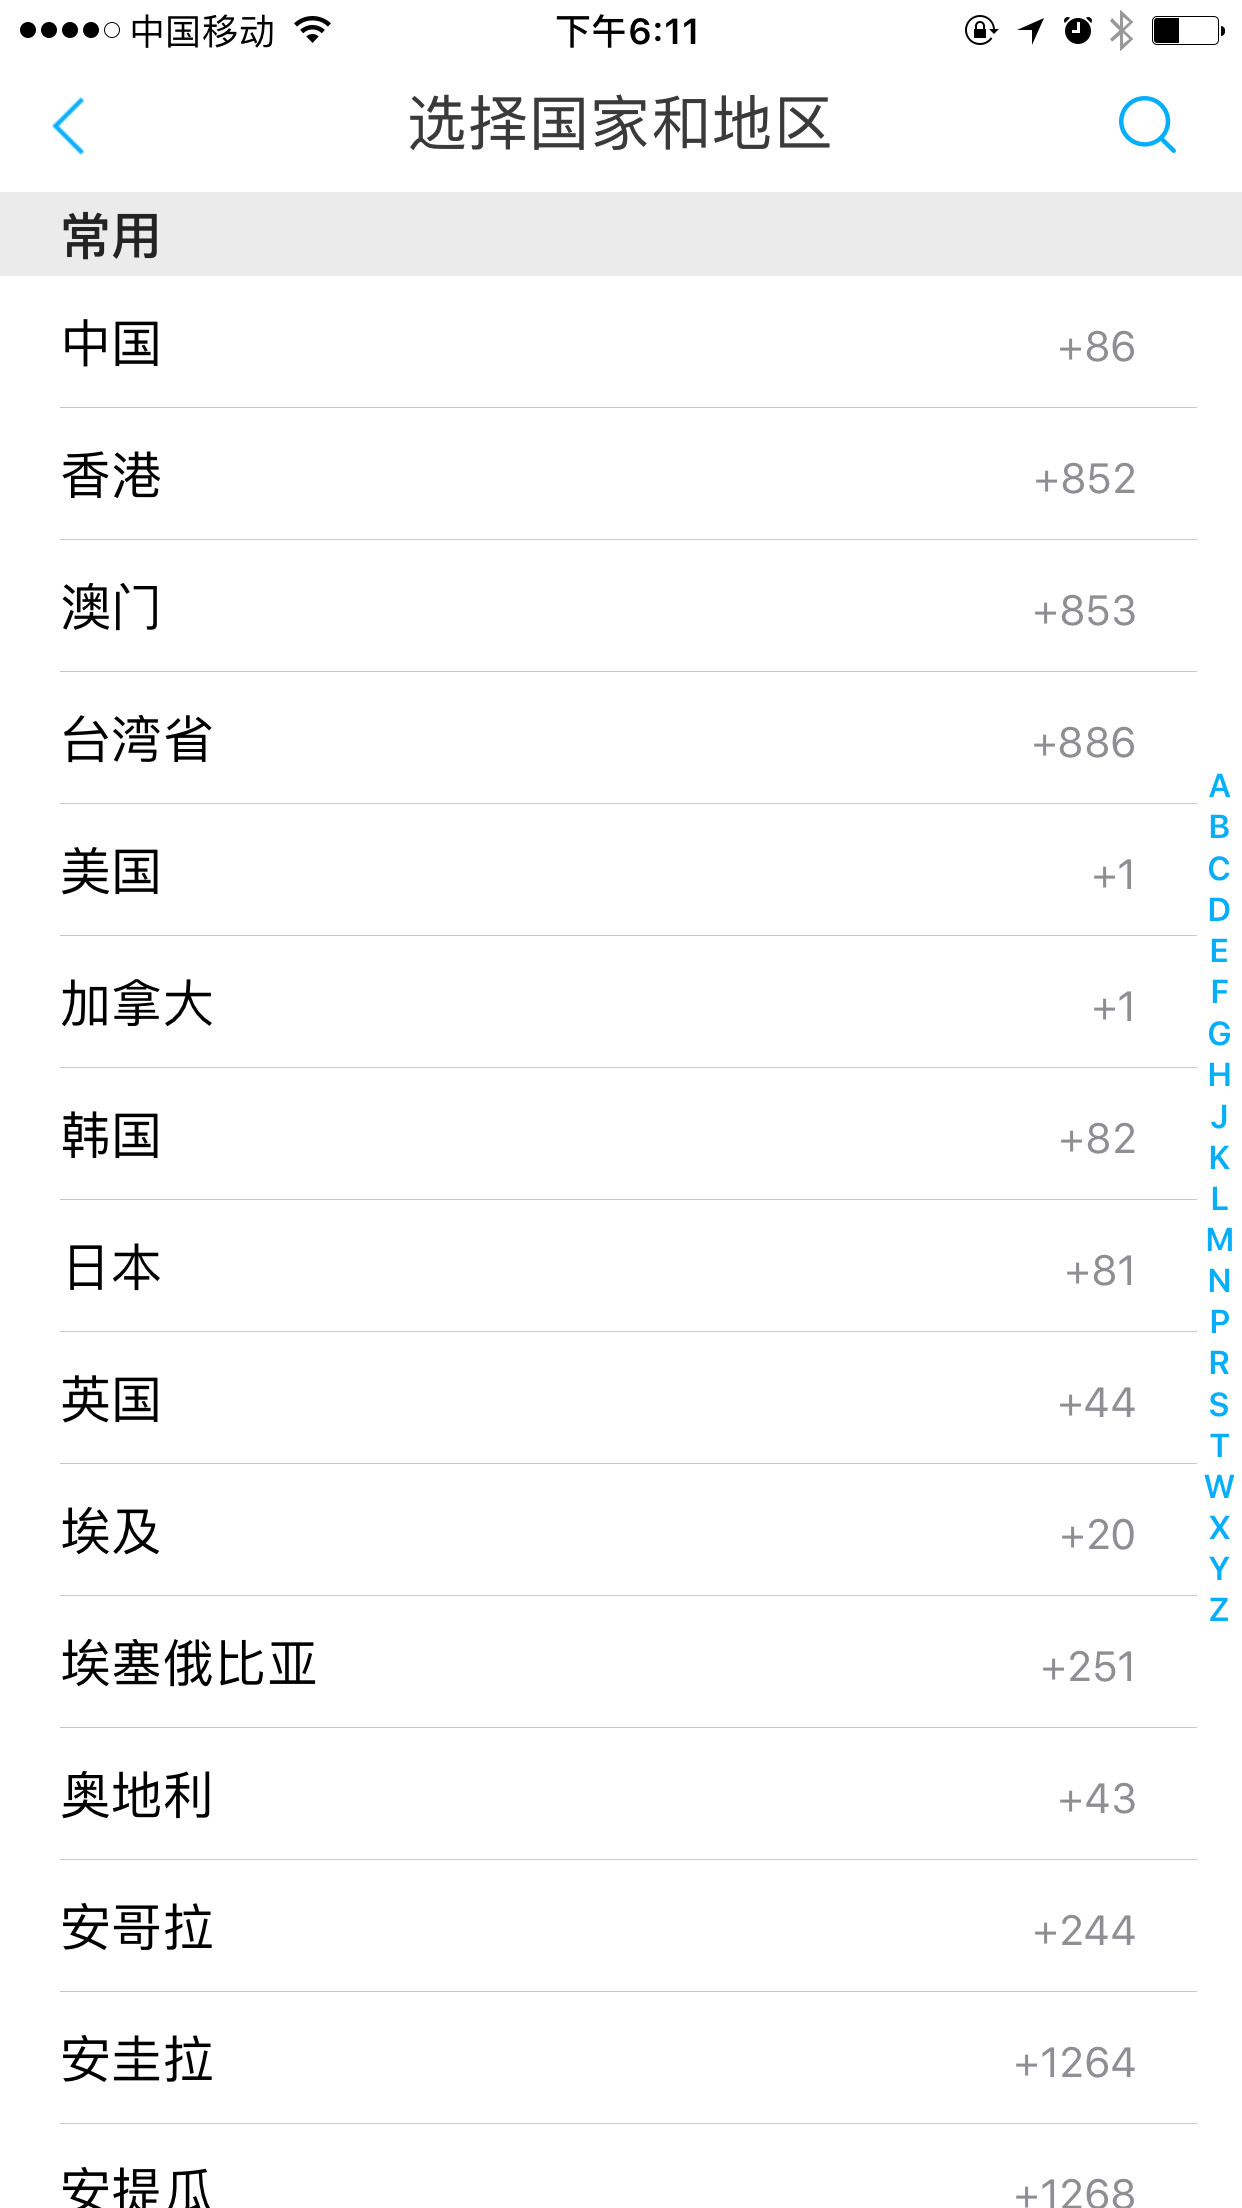 中国移动 下午6:11
选择国家和地区
常用
中国 +86
香港 +852
澳门 +853
台湾省 +886
美国 +1
加拿大 +1
韩国 +82
日本 +81
英国 +44
埃及 +20
埃塞俄比亚 +251
奥地利 +43
安哥拉 +244
安圭拉 +1264
安提瓜 +1268
A
B
C
D
E
F
G
H
J
K
L
M
N
P
R
S
T
W
X
Y
Z